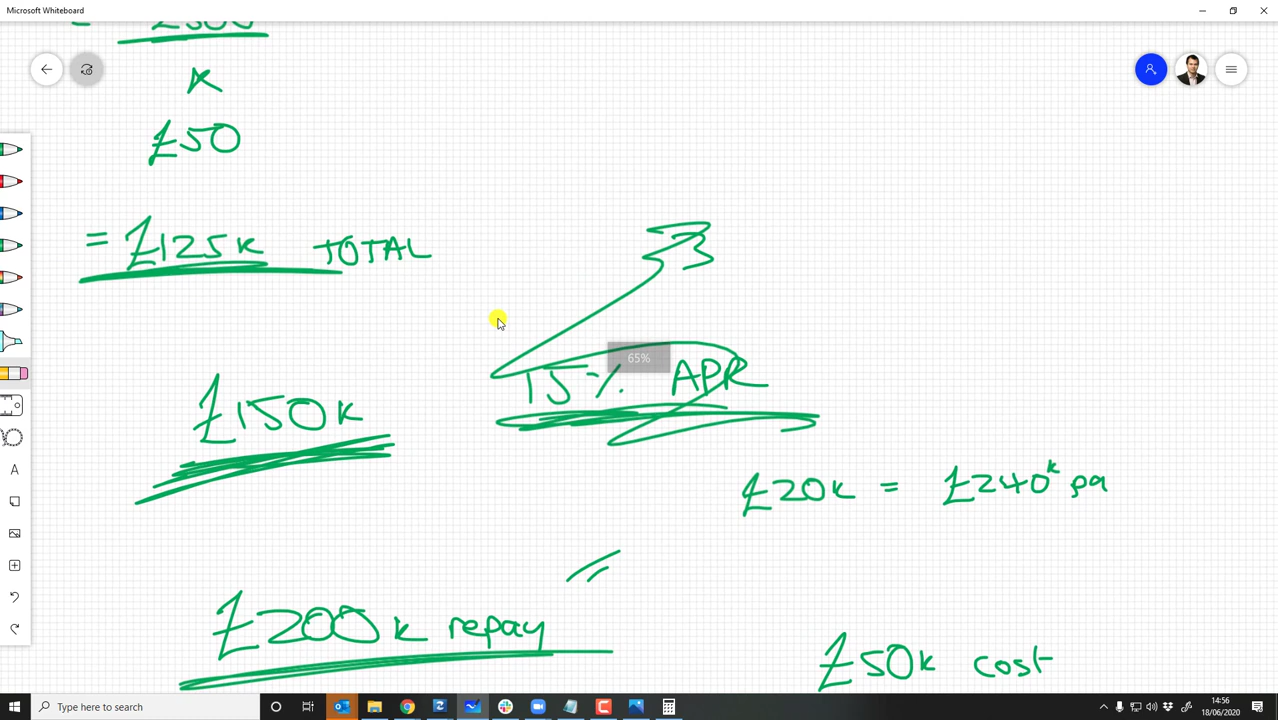 Microsoft Whiteboard
£50
= £125k TOTAL
65%
15% APR
£150k
£20k = £240k pa
£200k repay
£50k cost
Type here to search
14:56
18/06/2020